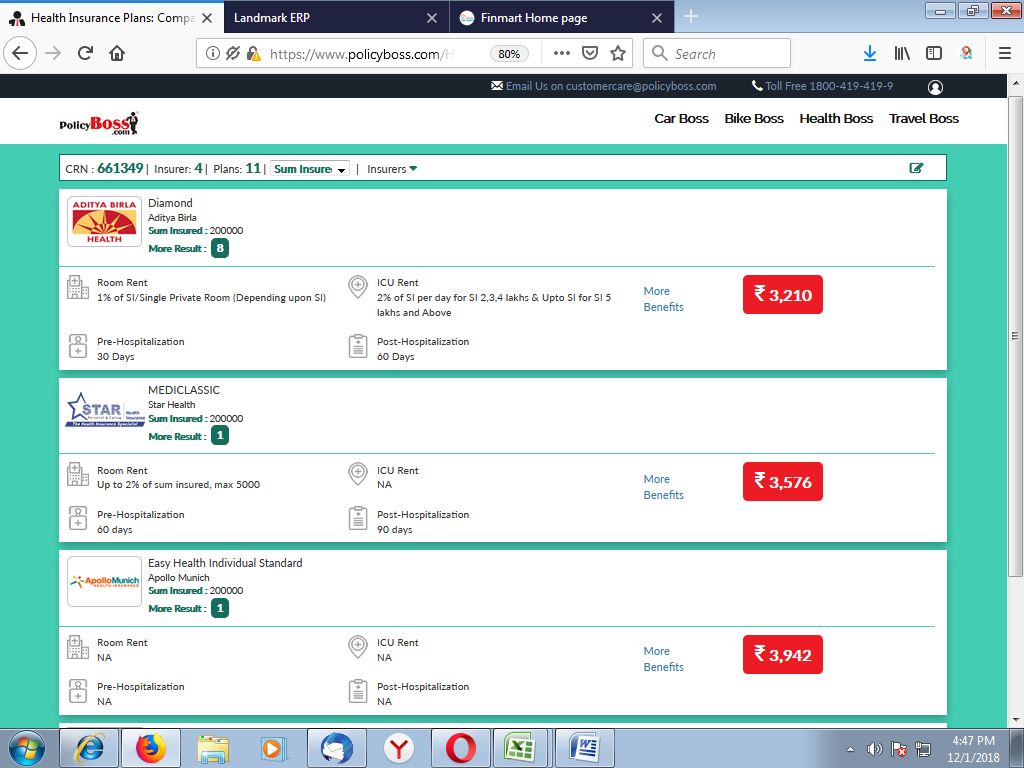 Health Insurance Plans: Compa
Landmark ERP
Finmart Home page
https://www.policyboss.com/H
80%
Search
Email Us on customercare@policyboss.com
Toll Free 1800-419-419-9
PolicyBoss.com
Car Boss
Bike Boss
Health Boss
Travel Boss
CRN : 661349 | Insurer: 4 | Plans: 11 | Sum Insure | Insurers
ADITYA BIRLA
HEALTH
Diamond
Aditya Birla
Sum Insured : 200000
More Result : 8
Room Rent
1% of SI/Single Private Room (Depending upon SI)
ICU Rent
2% of SI per day for SI 2,3,4 lakhs & Upto SI for SI 5
lakhs and Above
More
Benefits
₹ 3,210
Pre-Hospitalization
30 Days
Post-Hospitalization
60 Days
STAR
Health
Insurance
Personal & Caring
The Health Insurance Specialist
MEDICLASSIC
Star Health
Sum Insured : 200000
More Result : 1
Room Rent
Up to 2% of sum insured, max 5000
ICU Rent
NA
More
Benefits
₹ 3,576
Pre-Hospitalization
60 days
Post-Hospitalization
90 days
ApolloMunich
HEALTH INSURANCE
Easy Health Individual Standard
Apollo Munich
Sum Insured : 200000
More Result : 1
Room Rent
NA
ICU Rent
NA
More
Benefits
₹ 3,942
Pre-Hospitalization
NA
Post-Hospitalization
NA
4:47 PM
12/1/2018